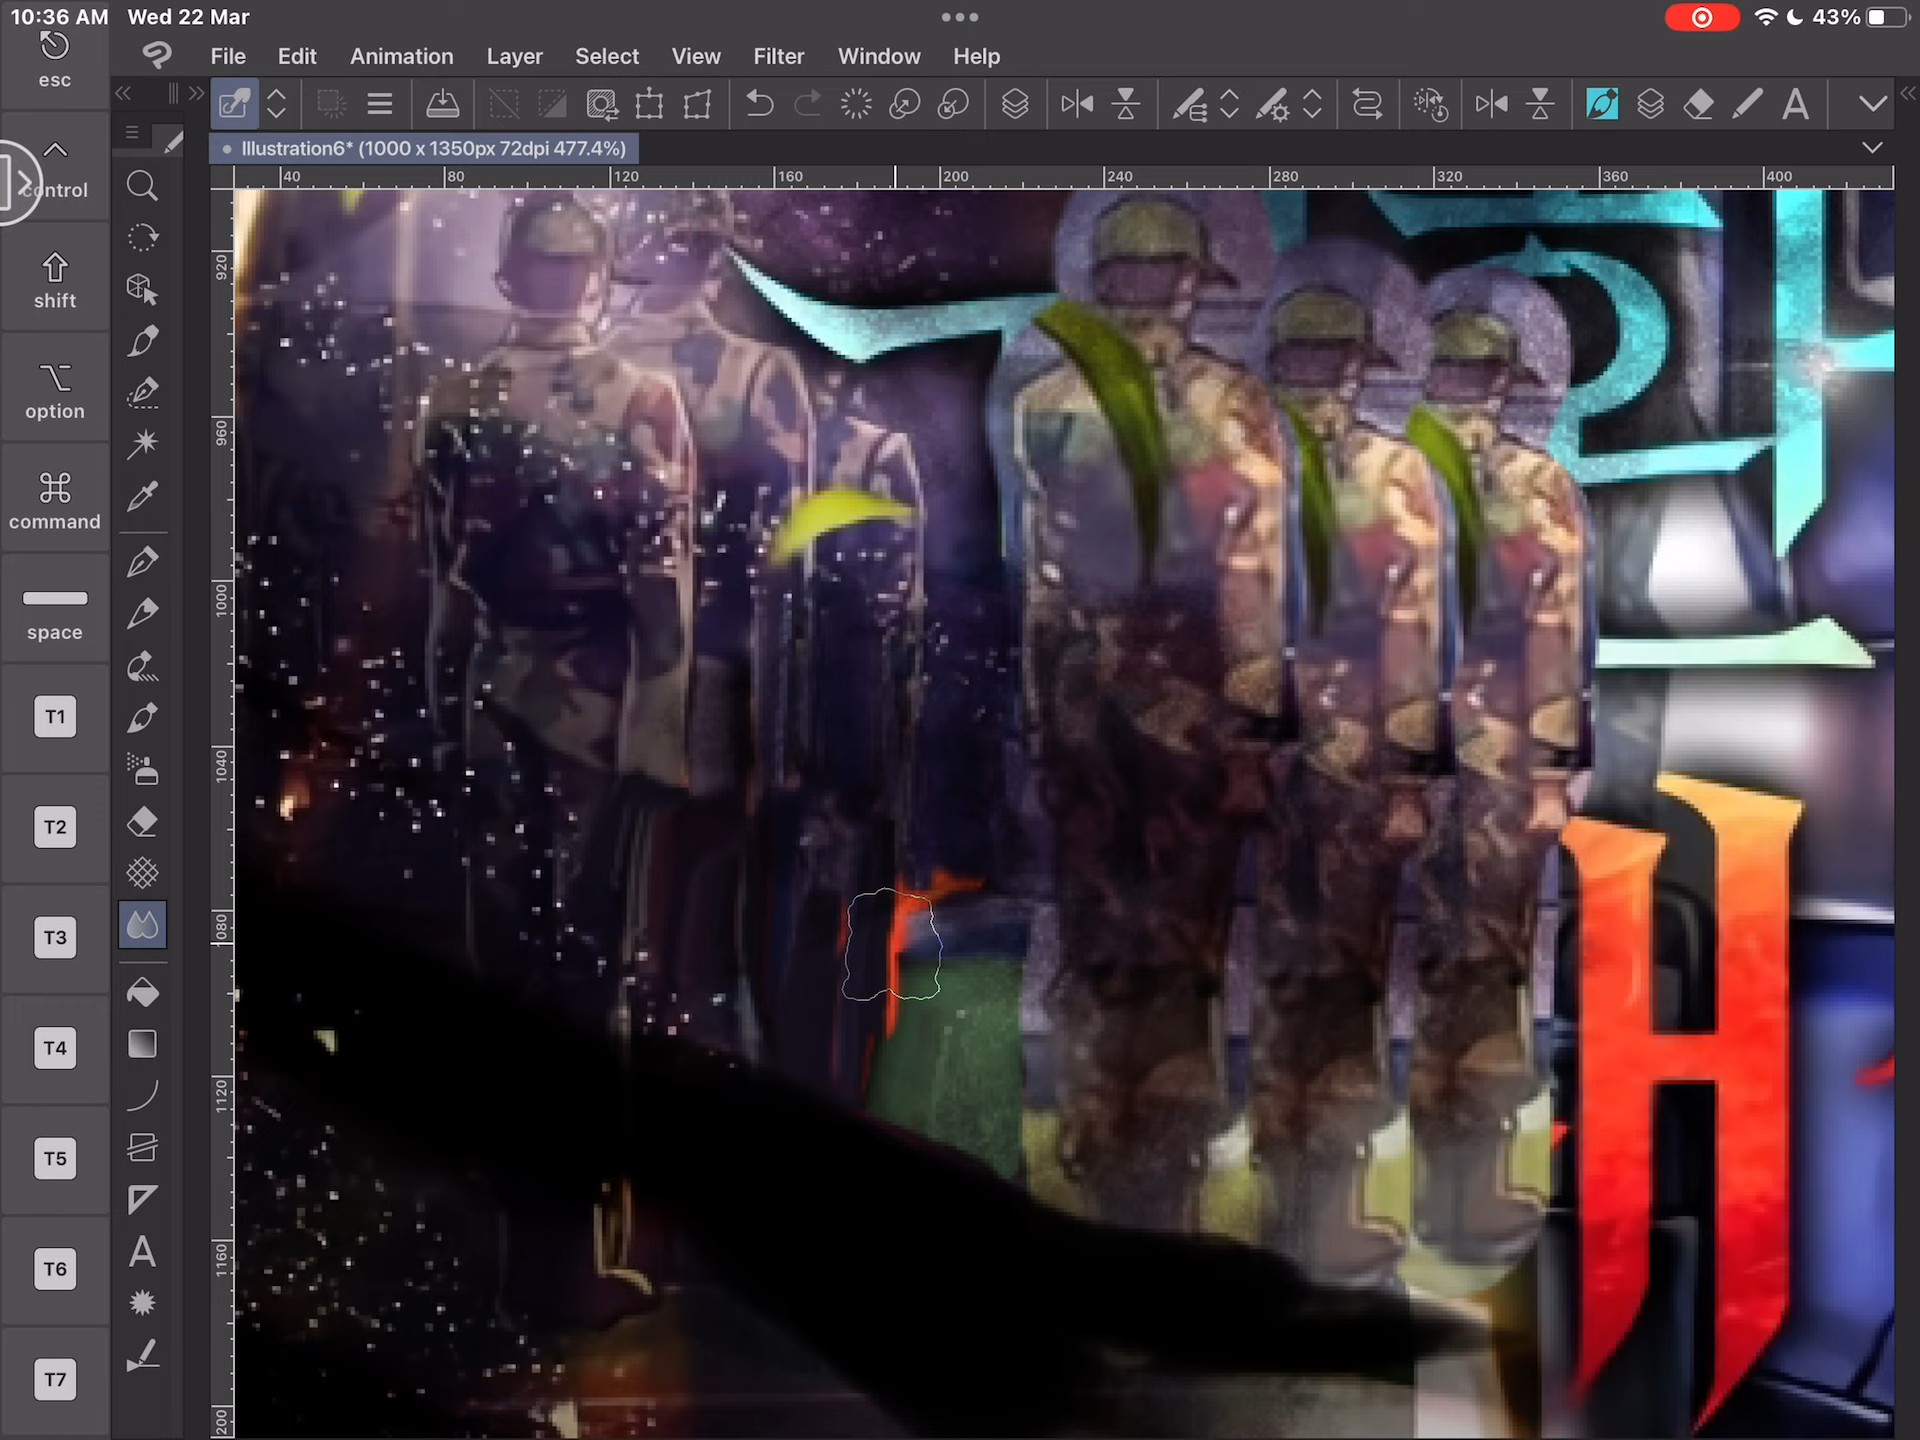 10:36 AM Wed 22 Mar
43%
esc
File Edit Animation Layer Select View Filter Window Help
A
Illustration6* (1000 x 1350px 72dpi 477.4%)
40 80 120 160 200 240 280 320 360 400
control
shift
option
command
space
T1
T2
T3
T4
T5
T6
T7
A
920
960
1000
1040
1080
1120
1160
200
H